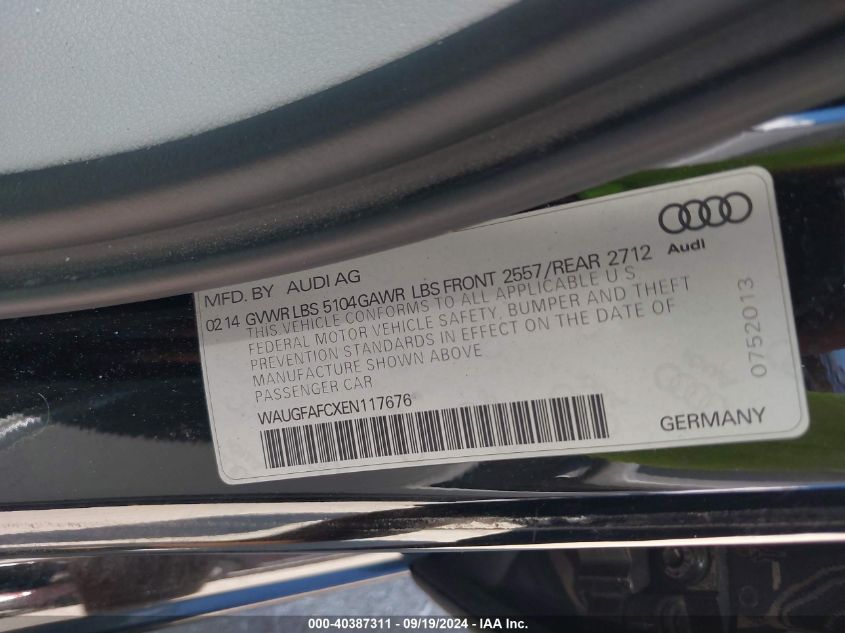 Audi
MFD. BY AUDI AG
02 14 GVWR LBS 5104 GAWR LBS FRONT 2557/REAR 2712
THIS VEHICLE CONFORMS TO ALL APPLICABLE U.S.
FEDERAL MOTOR VEHICLE SAFETY, BUMPER AND THEFT
PREVENTION STANDARDS IN EFFECT ON THE DATE OF
MANUFACTURE SHOWN ABOVE
PASSENGER CAR
WAUGFAFCXEN117676
GERMANY
0752013
000-40387311 - 09/19/2024 - IAA Inc.